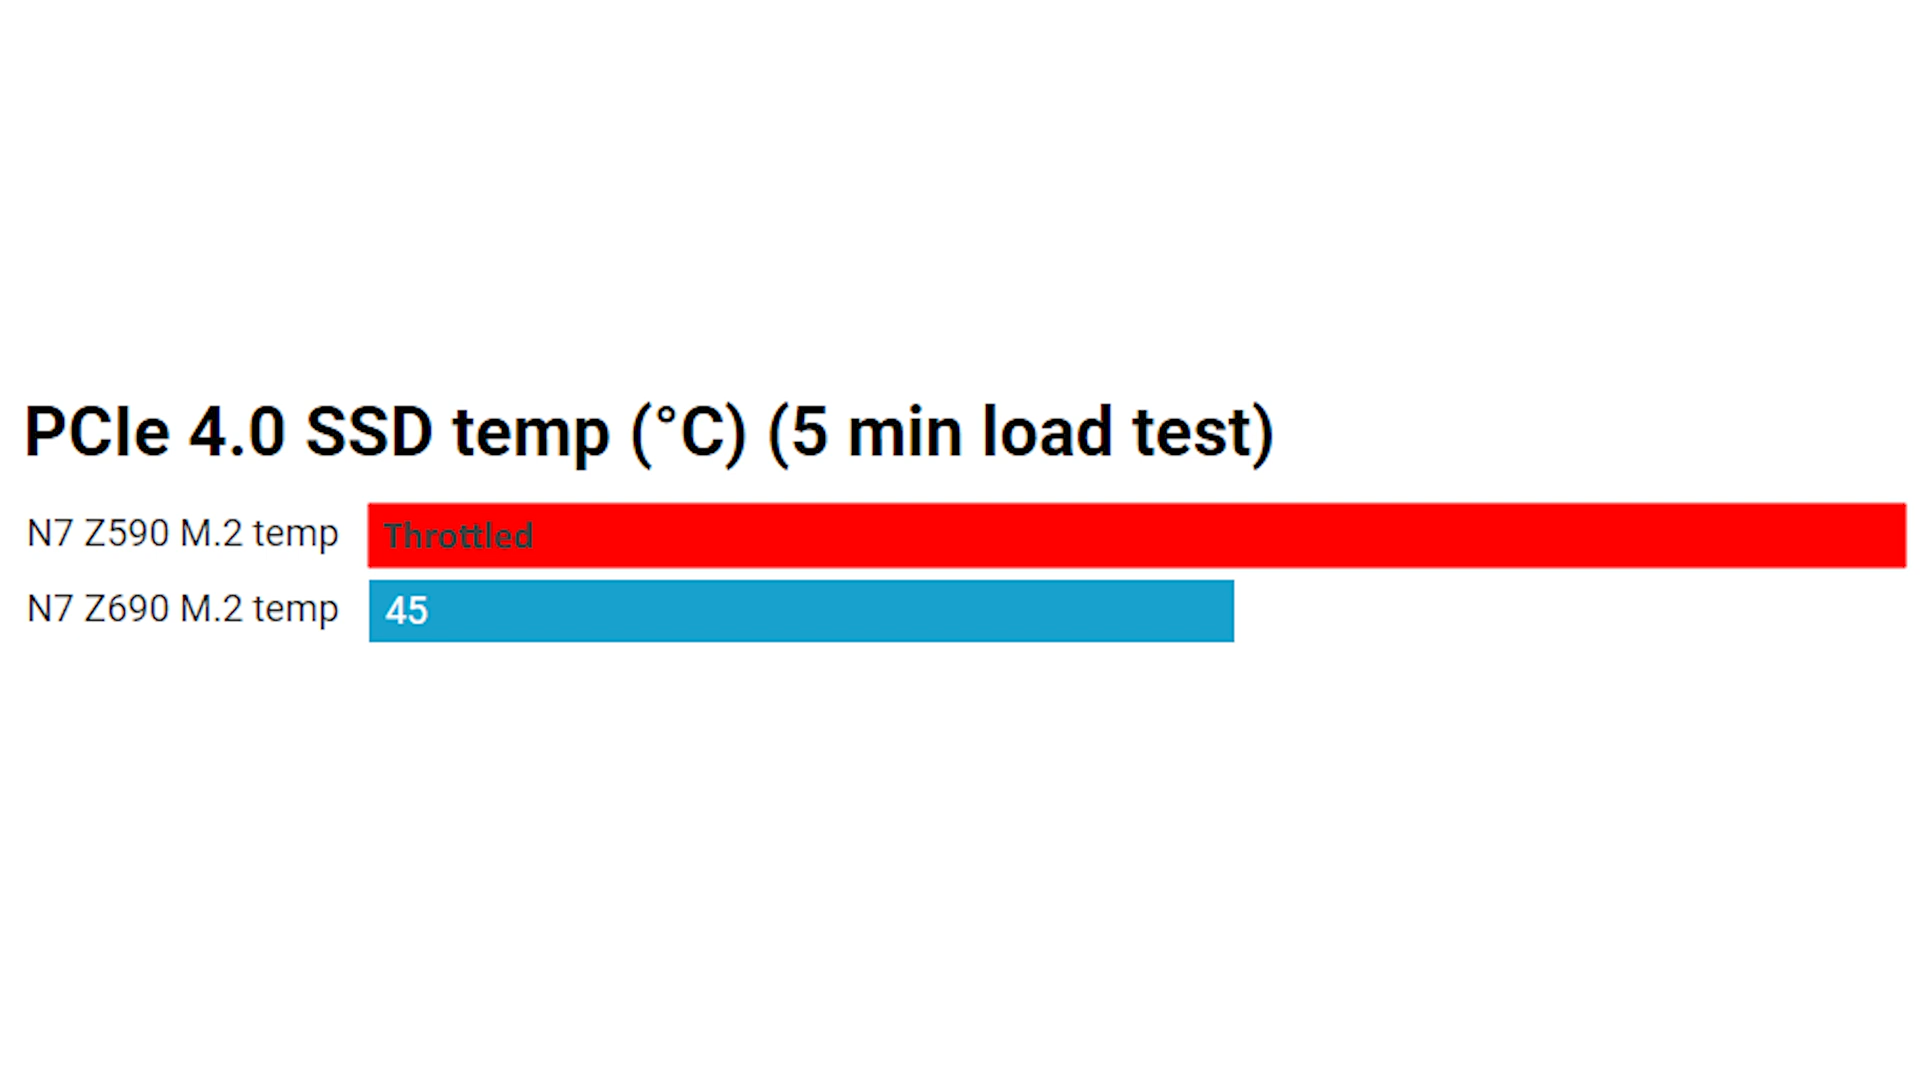 PCIe 4.0 SSD temp (°C) (5 min load test)
N7 Z590 M.2 temp Throttled
N7 Z690 M.2 temp 45